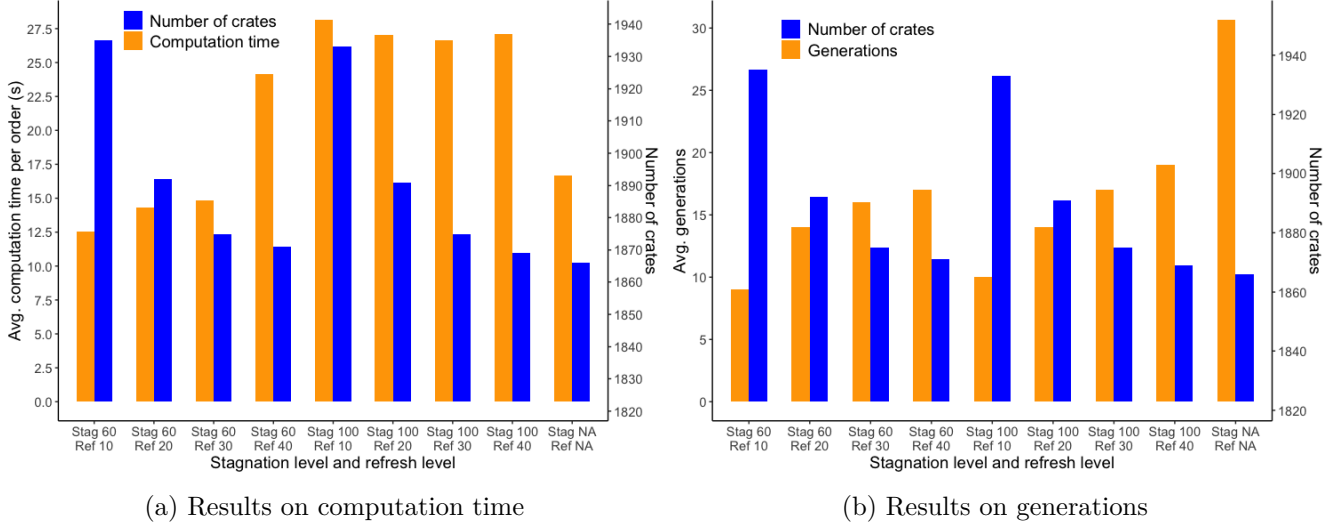 Number of crates
Computation time
Avg. computation time per order (s)
27.5
25.0
22.5
20.0
17.5
15.0
12.5
10.0
7.5
5.0
2.5
0.0
1940
1930
1920
1910
1900
1890
1880
1870
1860
1850
1840
1830
1820
Number of crates
Stag 60 Stag 60 Stag 60 Stag 60 Stag 100 Stag 100 Stag 100 Stag 100 Stag NA
Ref 10 Ref 20 Ref 30 Ref 40 Ref 10 Ref 20 Ref 30 Ref 40 Ref NA
Stagnation level and refresh level
(a) Results on computation time
Number of crates
Generations
Avg. generations
30
25
20
15
10
5
0
1940
1920
1900
1880
1860
1840
1820
Number of crates
Stag 60 Stag 60 Stag 60 Stag 60 Stag 100 Stag 100 Stag 100 Stag 100 Stag NA
Ref 10 Ref 20 Ref 30 Ref 40 Ref 10 Ref 20 Ref 30 Ref 40 Ref NA
Stagnation level and refresh level
(b) Results on generations